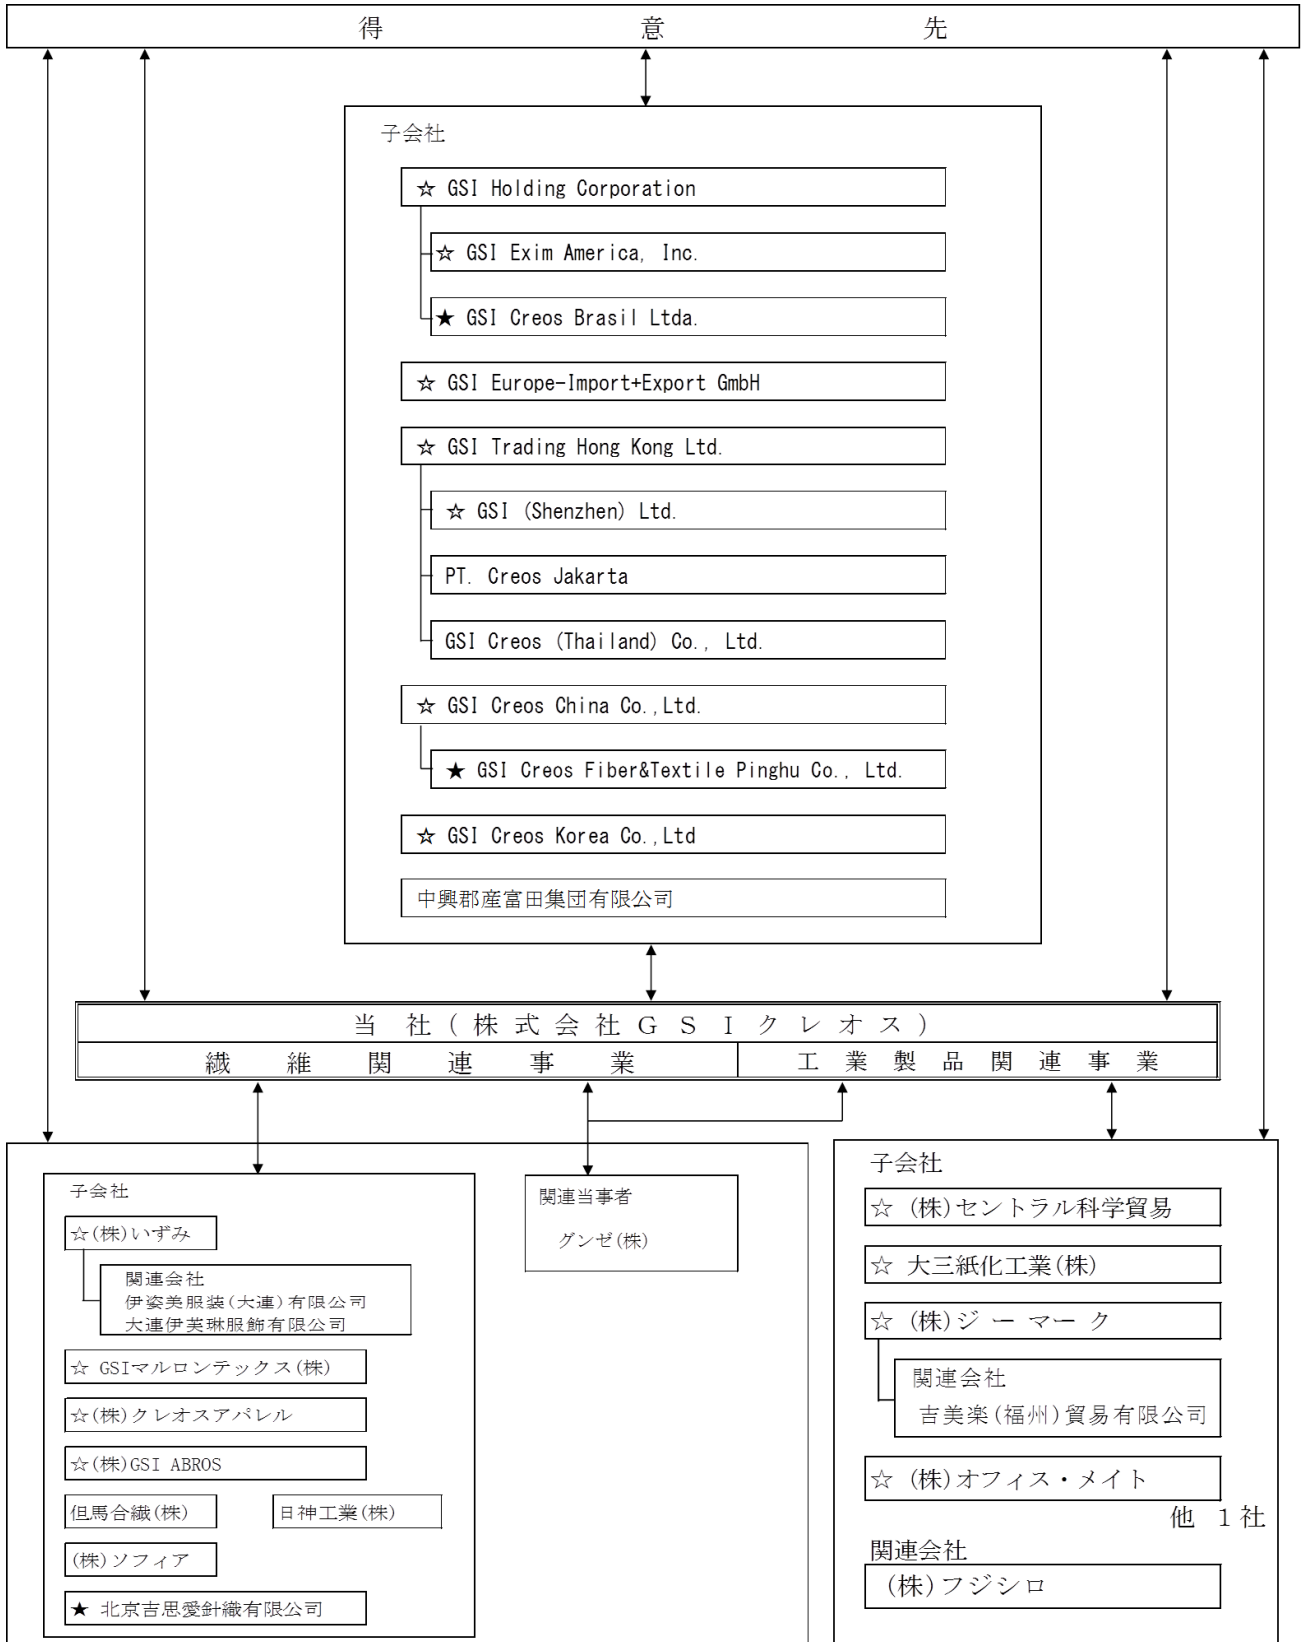 得意先
子会社
☆ GSI Holding Corporation
☆ GSI Exim America, Inc.
★ GSI Creos Brasil Ltda.
☆ GSI Europe-Import+Export GmbH
☆ GSI Trading Hong Kong Ltd.
☆ GSI (Shenzhen) Ltd.
PT. Creos Jakarta
GSI Creos (Thailand) Co., Ltd.
☆ GSI Creos China Co.,Ltd.
★ GSI Creos Fiber&Textile Pinghu Co., Ltd.
☆ GSI Creos Korea Co.,Ltd
中興郡産富田集団有限公司
当社(株式会社GSIクレオス)
繊維関連事業
工業製品関連事業
子会社
☆(株)いずみ
関連会社
伊姿美服装(大連)有限公司
大連伊芙琳服飾有限公司
☆ GSIマルロンテックス(株)
☆(株)クレオスアパレル
☆(株)GSI ABROS
但馬合繊(株)
日神工業(株)
(株)ソフィア
★ 北京吉思愛針織有限公司
関連当事者
グンゼ(株)
子会社
☆ (株)セントラル科学貿易
☆ 大三紙化工業(株)
☆ (株)ジーマーク
関連会社
吉美楽(福州)貿易有限公司
☆ (株)オフィス・メイト
他 1社
関連会社
(株)フジシロ